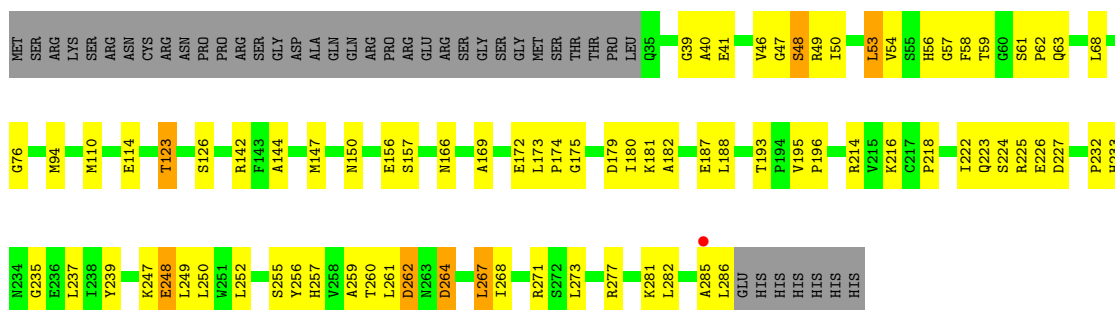 MET SER ARG LYS SER ARG ASN CYS ARG ASN PRO PRO ARG SER GLY ASP ALA GLN GLN ARG PRO ARG GLU ARG SER GLY SER GLY MET SER THR THR PRO LEU Q35 G39 A40 E41 V46 G47 S48 R49 I50 L53 V54 S55 H56 G57 F58 T59 G60 S61 P62 Q63 L68
G76 M94 M110 E114 T123 S126 R142 F143 A144 M147 N150 E156 S157 N166 A169 E172 L173 P174 G175 D179 I180 K181 A182 E187 L188 T193 P194 V195 P196 R214 V215 K216 C217 P218 I222 Q223 S224 R225 E226 D227 P232 H233
N234 G235 E236 L237 I238 Y239 K247 E248 L249 L250 W251 L252 S255 Y256 H257 V258 A259 T260 L261 D262 N263 D264 L267 I268 R271 S272 L273 R277 K281 L282 A285 L286 GLU HIS HIS HIS HIS HIS HIS